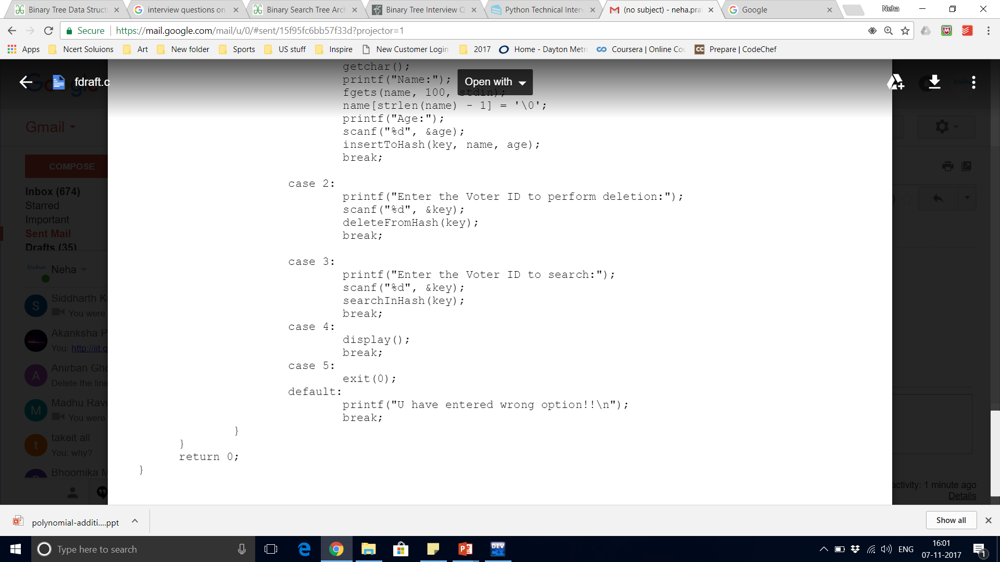 Binary Tree Data Struct
interview questions on
Binary Search Tree Arch
Binary Tree Interview Q
Python Technical Interv
(no subject) - neha.pra
Google
Neha
Secure
https://mail.google.com/mail/u/0/#sent/15f95fc6bb57f33d?projector=1
Apps
Ncert Soluions
Art
New folder
Sports
US stuff
Inspire
New Customer Login
2017
Home - Dayton Metr
Coursera | Online Co
CC
Prepare | CodeChef
fdraft.c
Open with
getchar();
printf("Name:");
fgets(name, 100, stdin);
name[strlen(name) - 1] = '\0';
printf("Age:");
scanf("%d", &age);
insertToHash(key, name, age);
break;
case 2:
printf("Enter the Voter ID to perform deletion:");
scanf("%d", &key);
deleteFromHash(key);
break;
case 3:
printf("Enter the Voter ID to search:");
scanf("%d", &key);
searchInHash(key);
break;
case 4:
display();
break;
case 5:
exit(0);
default:
printf("U have entered wrong option!!\n");
break;
}
}
return 0;
}
Gmail
COMPOSE
Inbox (674)
Starred
Important
Sent Mail
Drafts (35)
Neha
Neha
S
Siddharth K
You were
Akanksha P
You: http://iit.q
A
Anirban Gho
Delete the line
M
Madhu Ravi
You were
t
takeit all
You: why?
Bhoomika M
activity: 1 minute ago
Details
polynomial-additi....ppt
Show all
Type here to search
DEV
C++
ENG
16:01
07-11-2017
1